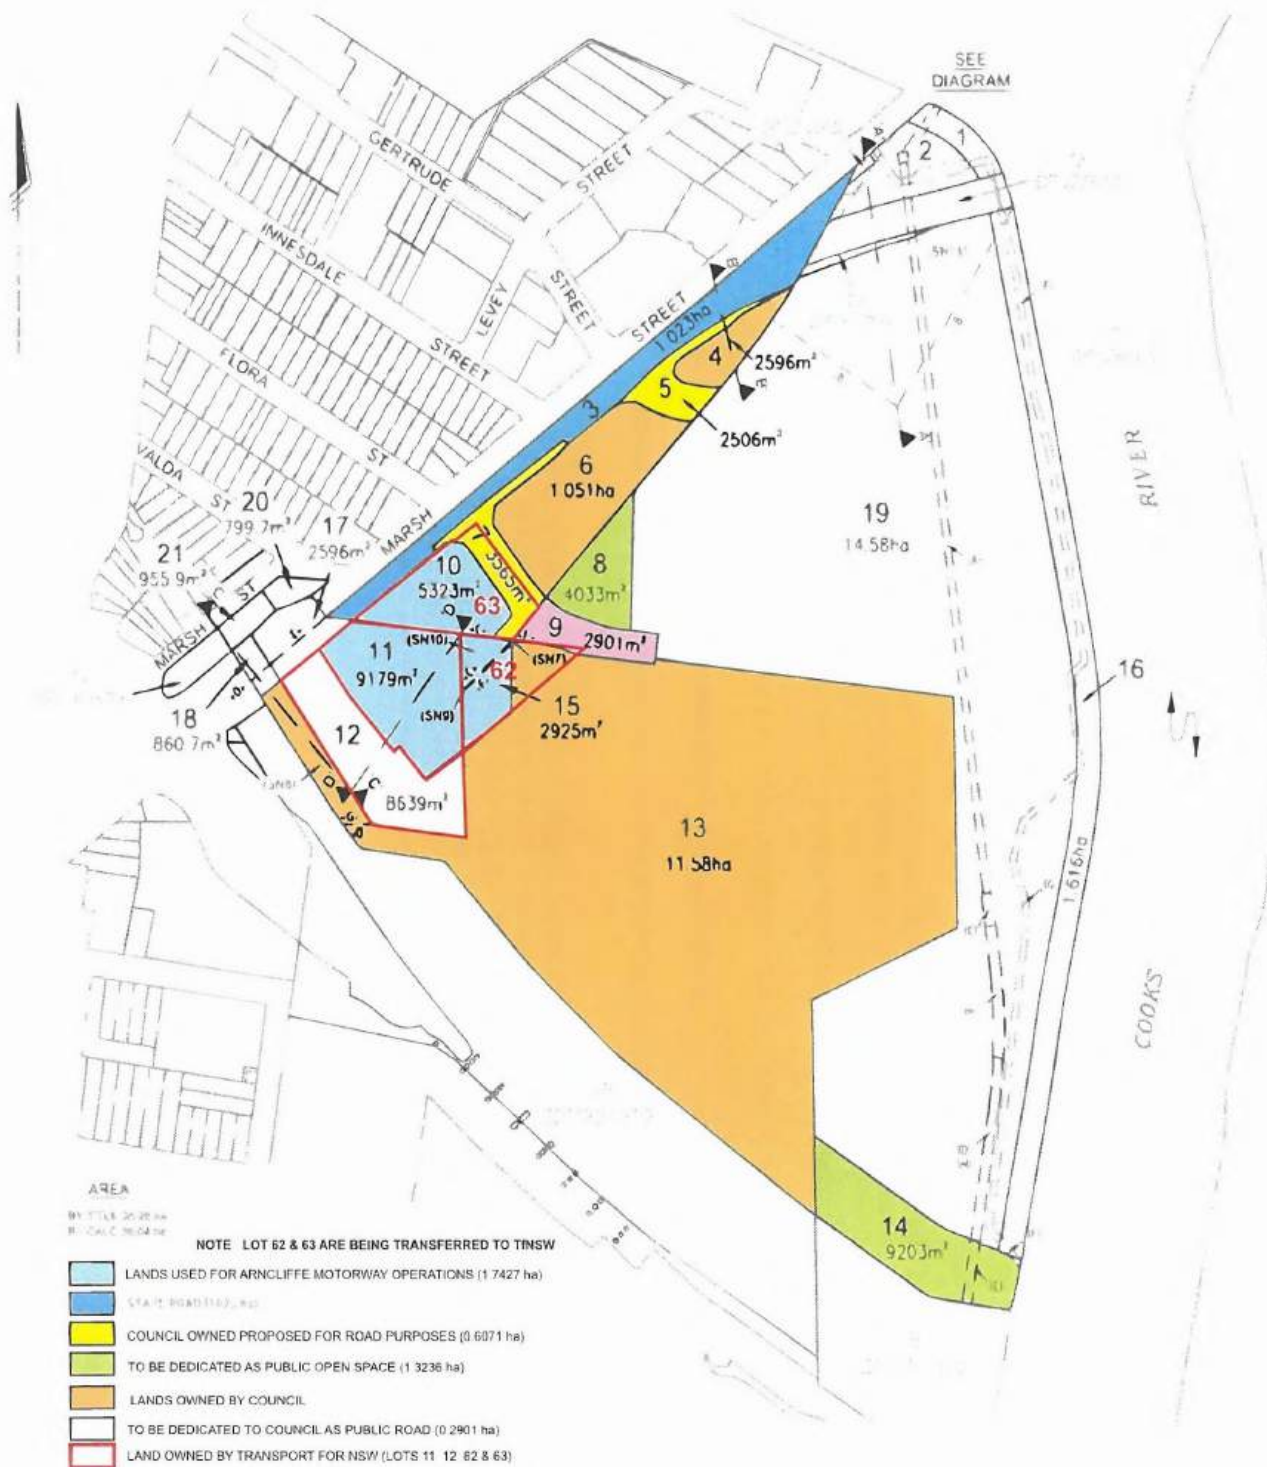 SEE
DIAGRAM
1
2
GERTRUDE
STREET
INNESDALE
STREET
LEVEY
STREET
STREET
1.023ha
FLORA
ST
VALDA
ST
MARSH
3
4
2596m²
5
2506m²
6
1.051ha
7
3565m²
8
4033m²
9
2901m²
10
5323m²
63
11
9179m²
(SN10)
(SN7)
(SN9)
62
15
2925m²
12
8639m²
13
11.58ha
14
9203m²
16
1.616ha
17
2596m²
18
860.7m²
19
14.58ha
20
799.7m²
21
955.9m²
MARSH ST
RIVER
COOKS
AREA
NOTE LOT 62 & 63 ARE BEING TRANSFERRED TO TfNSW
LANDS USED FOR ARNCLIFFE MOTORWAY OPERATIONS (1.7427 ha)
COUNCIL OWNED PROPOSED FOR ROAD PURPOSES (0.6071 ha)
TO BE DEDICATED AS PUBLIC OPEN SPACE (1.3236 ha)
LANDS OWNED BY COUNCIL
TO BE DEDICATED TO COUNCIL AS PUBLIC ROAD (0.2901 ha)
LAND OWNED BY TRANSPORT FOR NSW (LOTS 11 12 62 & 63)